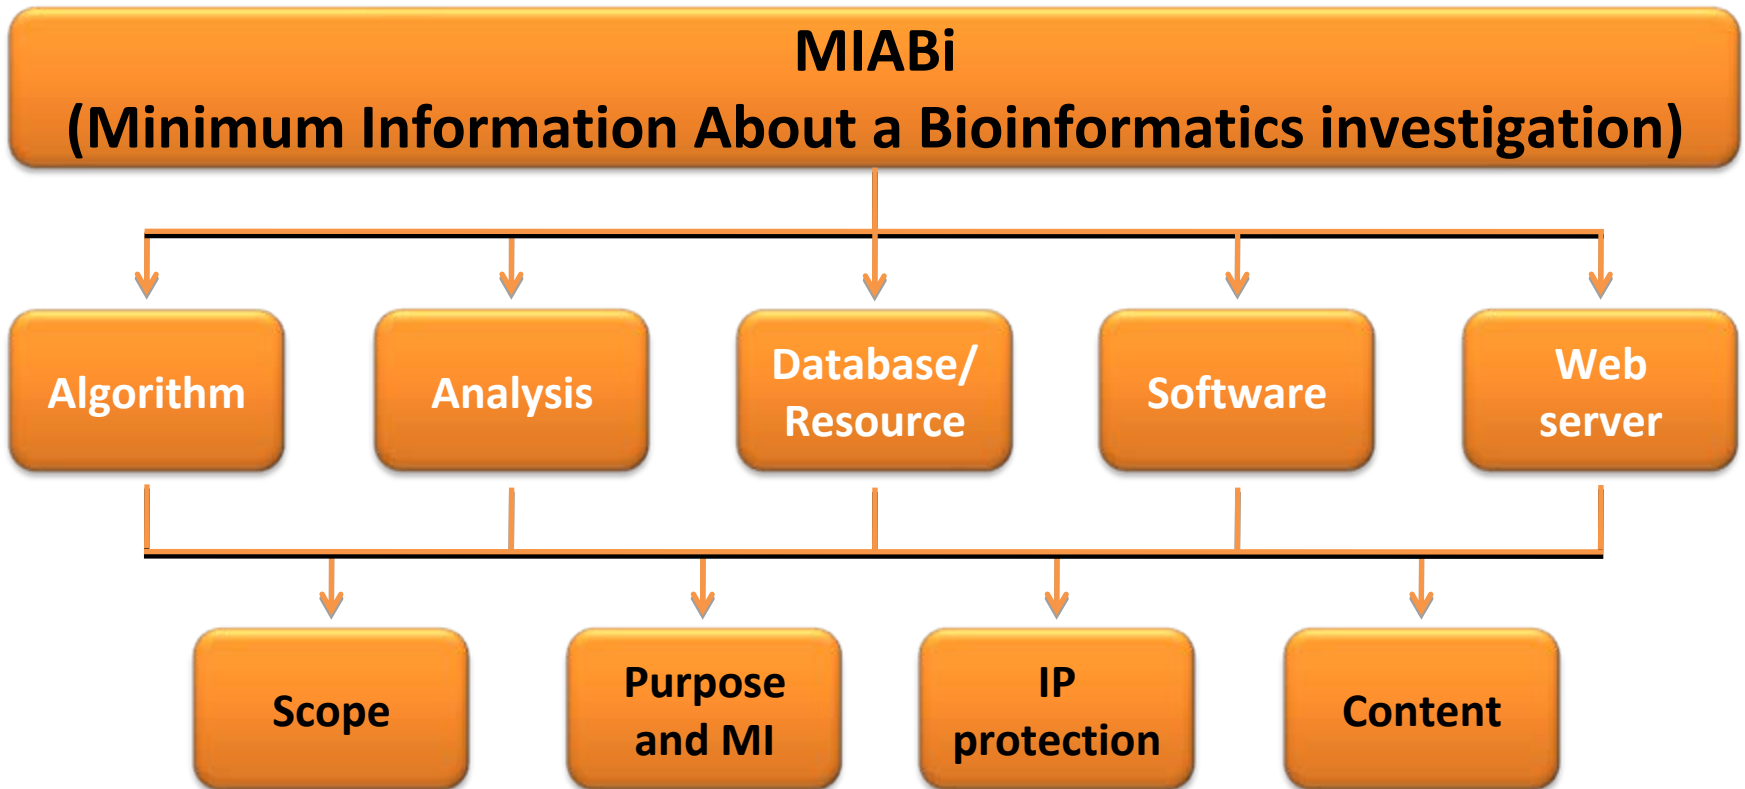 MIABi
(Minimum Information About a Bioinformatics investigation)
Algorithm
Analysis
Database/
Resource
Software
Web
server
Scope
Purpose
and MI
IP
protection
Content